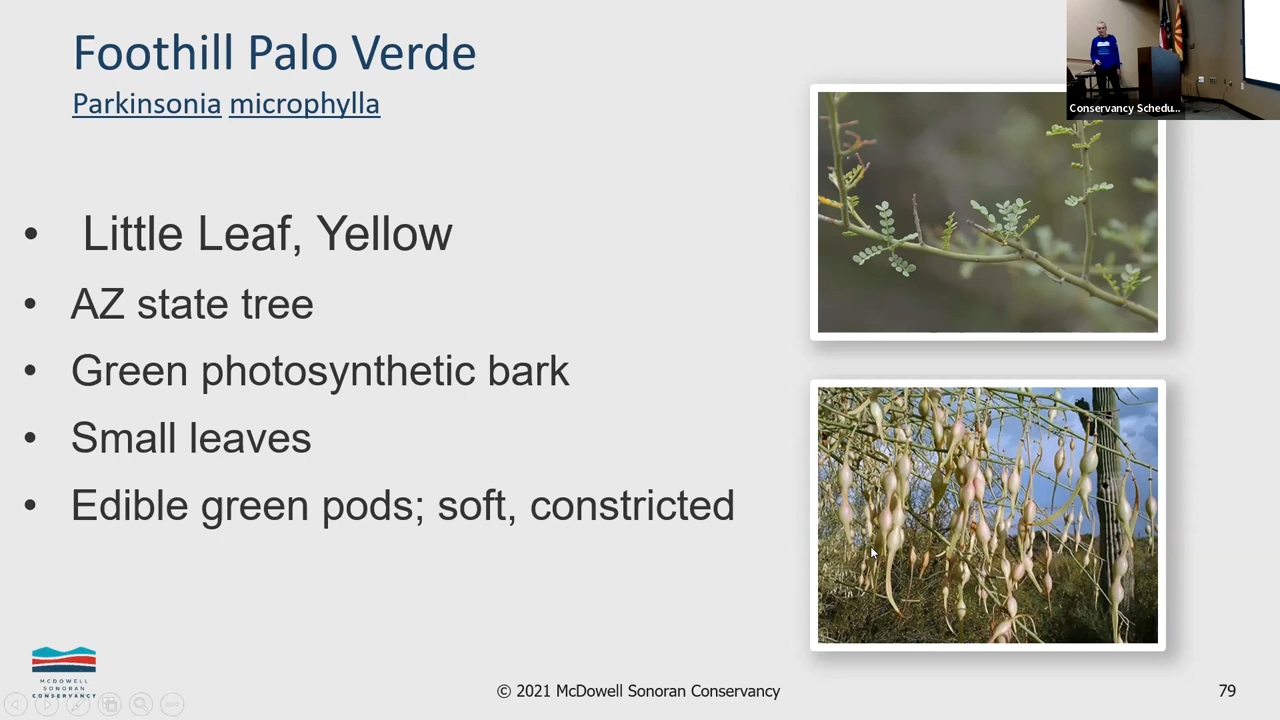 Foothill Palo Verde
Parkinsonia microphylla
Conservancy Schedu...
• Little Leaf, Yellow
• AZ state tree
• Green photosynthetic bark
• Small leaves
• Edible green pods; soft, constricted
MCDOWELL
SONORAN
CONSERVANCY
© 2021 McDowell Sonoran Conservancy
79